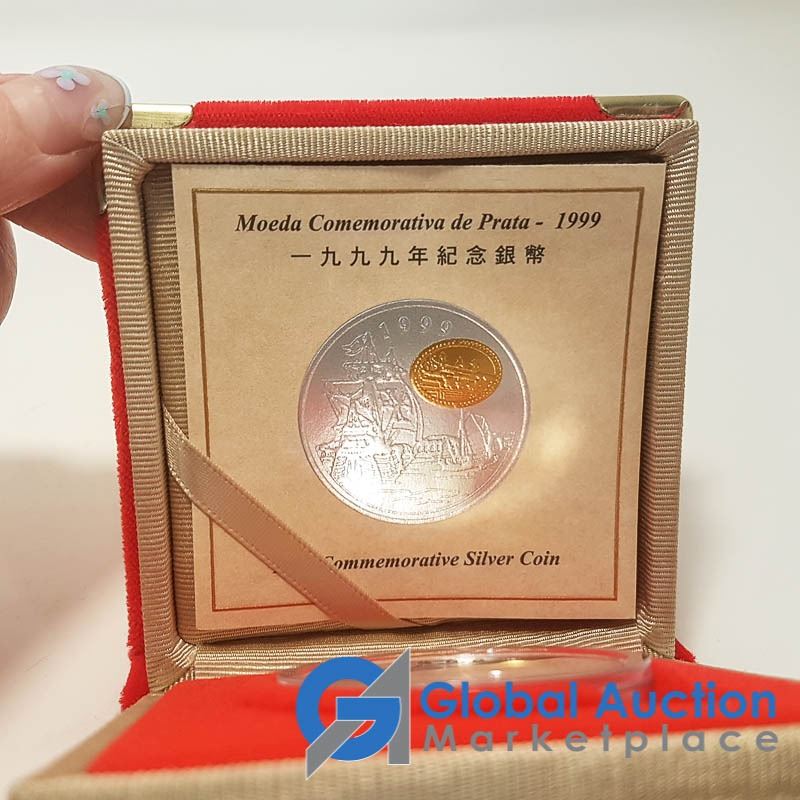 Moeda Comemorativa de Prata - 1999
一九九九年紀念銀幣
1999
Commemorative Silver Coin
Global Auction
Marketplace